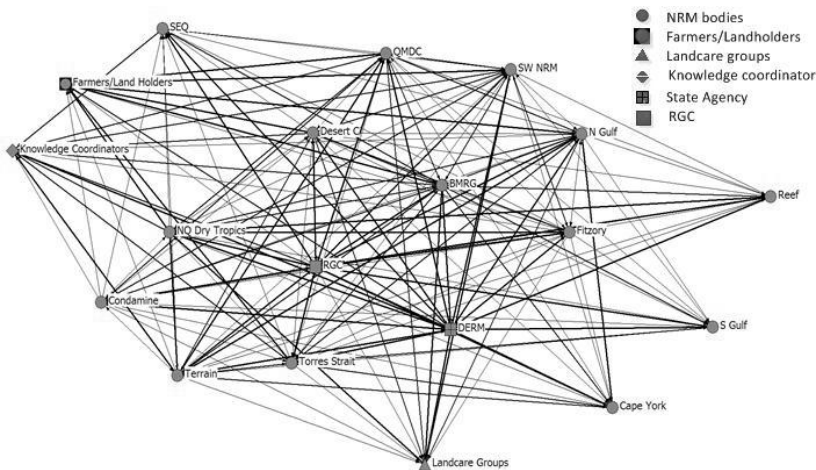 SEQ
QMDC
SW NRM
Farmers/Land Holders
Desert C
N Gulf
Knowledge Coordinators
BMRG
Reef
NQ Dry Tropics
Fitzory
RGC
Condamine
DERM
S Gulf
Torres Strait
Terrain
Cape York
Landcare Groups
NRM bodies
Farmers/Landholders
Landcare groups
Knowledge coordinator
State Agency
RGC